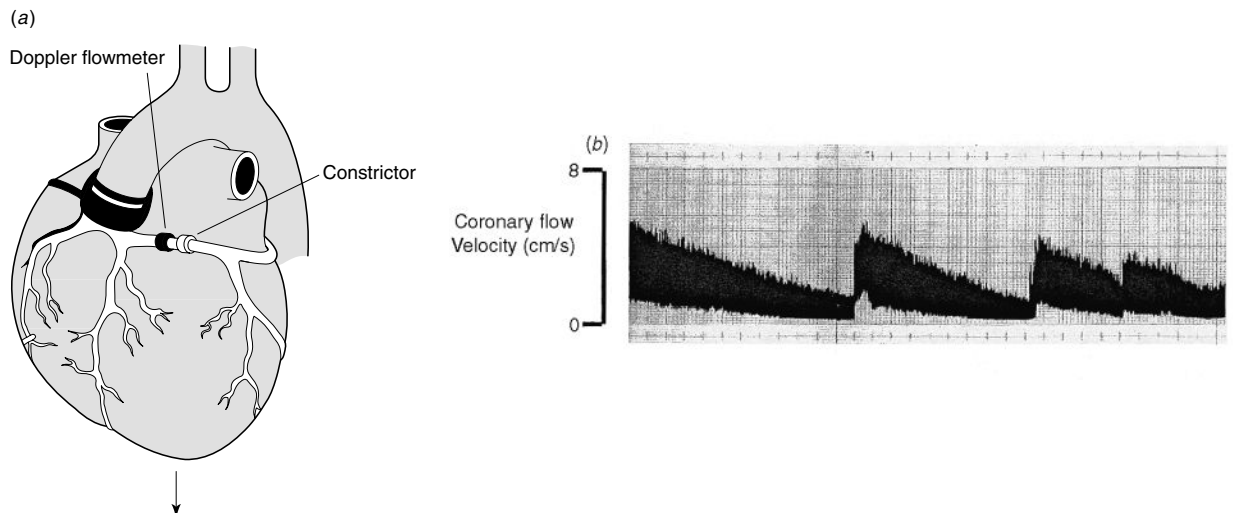 (a)
Doppler flowmeter
Constrictor
(b)
8
Coronary flow
Velocity (cm/s)
0